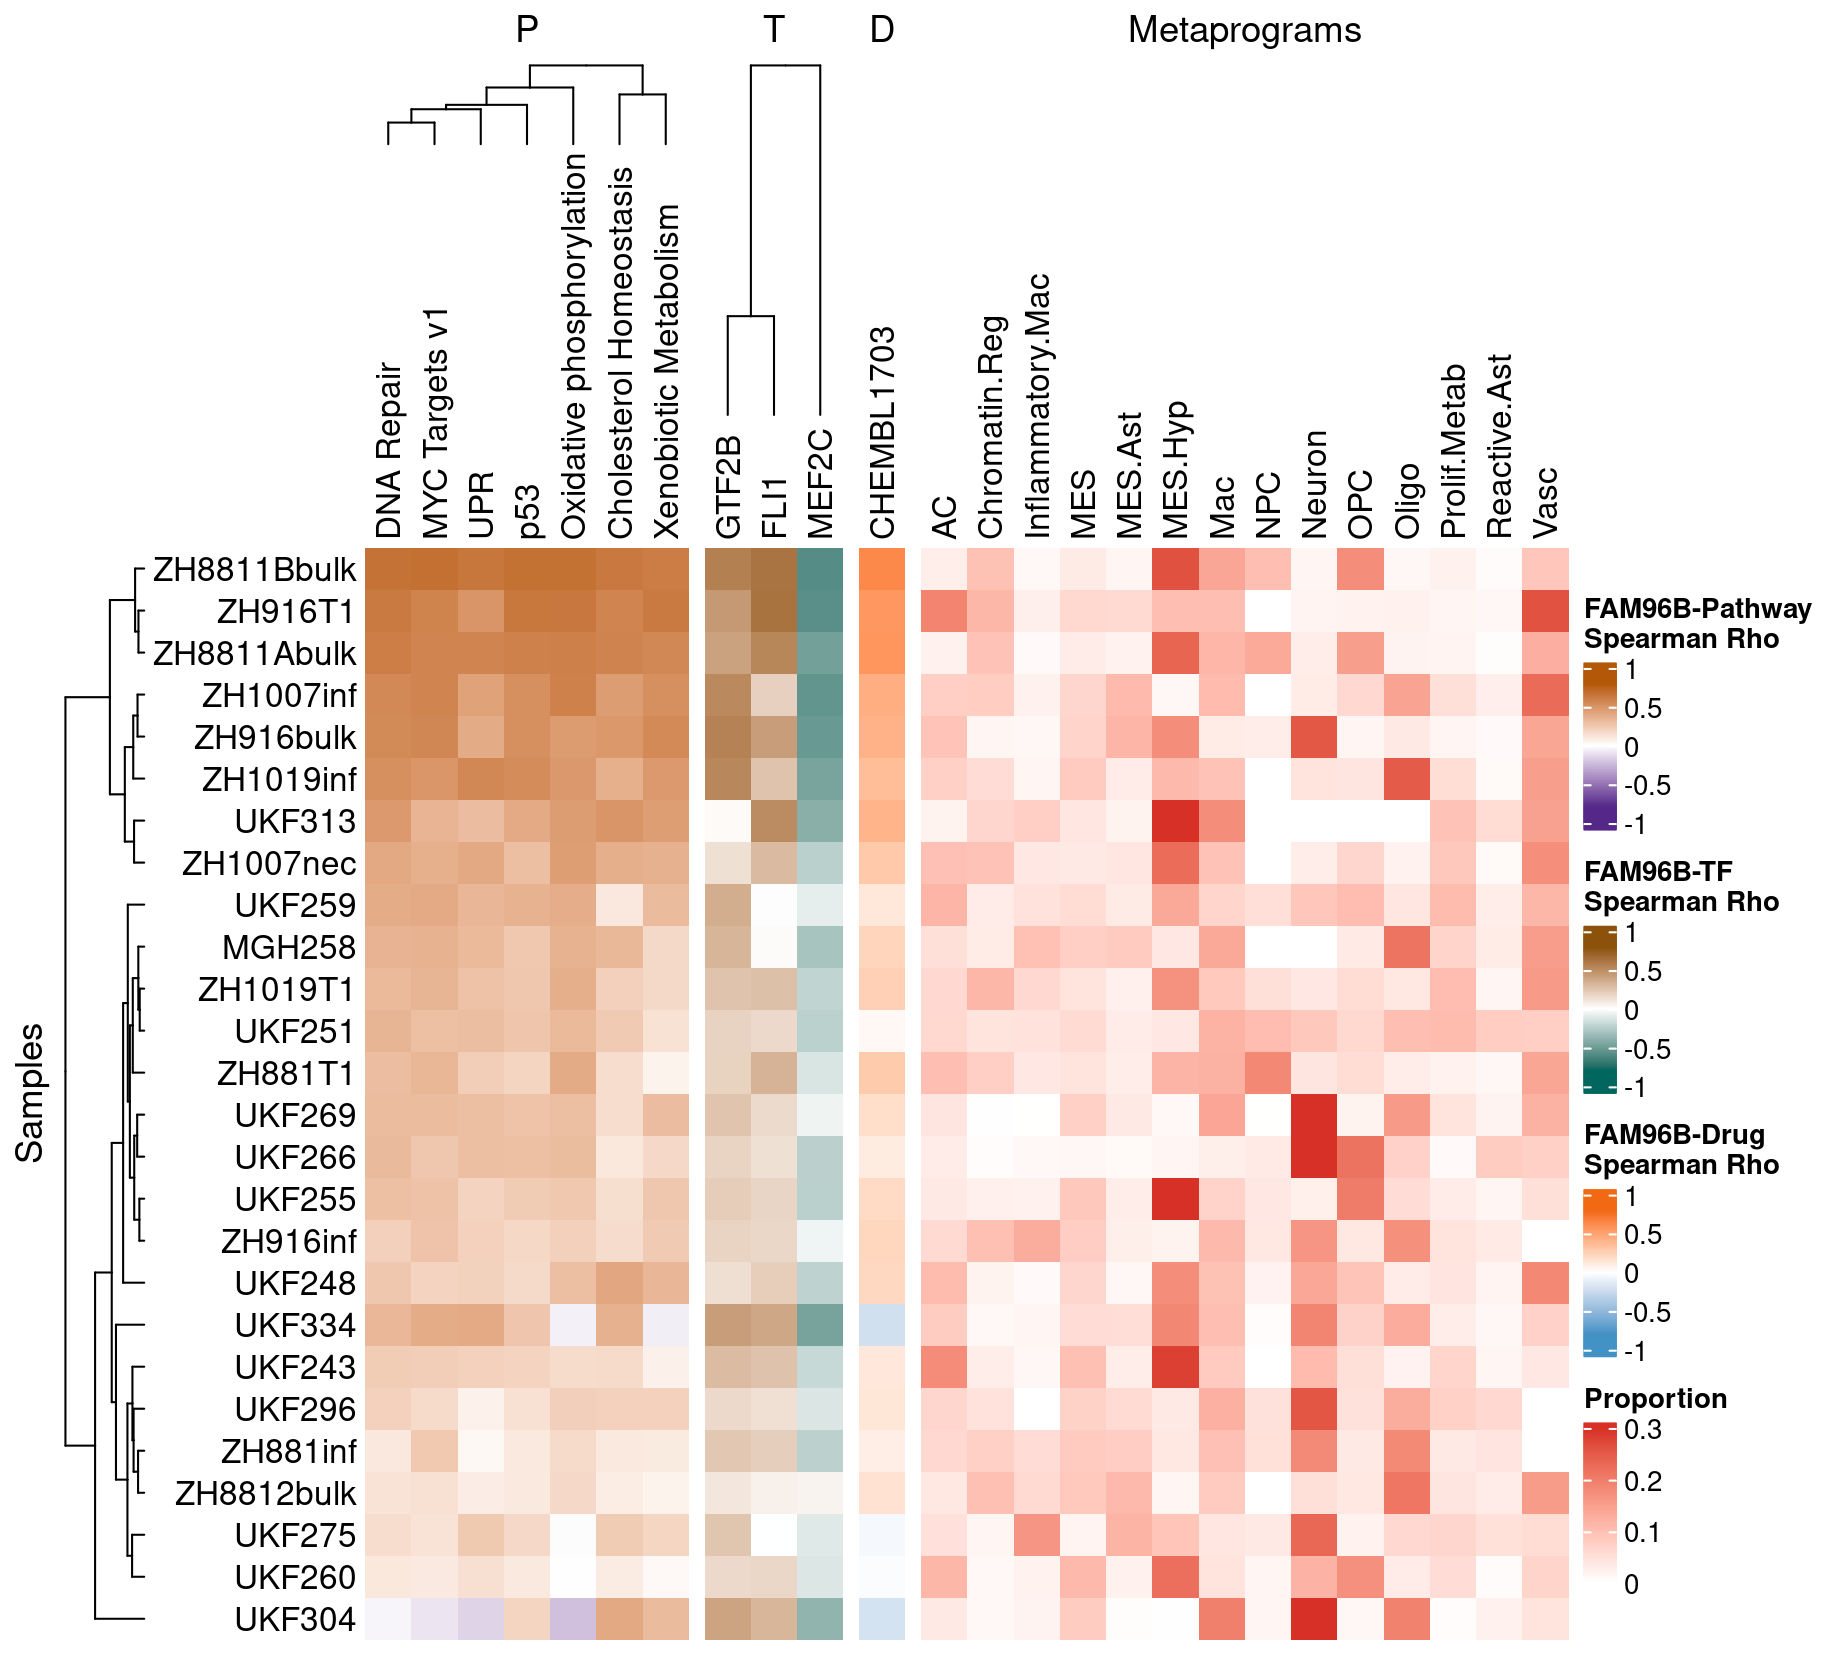 P
T
D
Metaprograms
DNA Repair
MYC Targets v1
UPR
p53
Oxidative phosphorylation
Cholesterol Homeostasis
Xenobiotic Metabolism
GTF2B
FLI1
MEF2C
CHEMBL1703
AC
Chromatin.Reg
Inflammatory.Mac
MES
MES.Ast
MES.Hyp
Mac
NPC
Neuron
OPC
Oligo
Prolif.Metab
Reactive.Ast
Vasc
Samples
ZH8811Bbulk
ZH916T1
ZH8811Abulk
ZH1007inf
ZH916bulk
ZH1019inf
UKF313
ZH1007nec
UKF259
MGH258
ZH1019T1
UKF251
ZH881T1
UKF269
UKF266
UKF255
ZH916inf
UKF248
UKF334
UKF243
UKF296
ZH881inf
ZH8812bulk
UKF275
UKF260
UKF304
FAM96B-Pathway
Spearman Rho
1
0.5
0
-0.5
-1
FAM96B-TF
Spearman Rho
1
0.5
0
-0.5
-1
FAM96B-Drug
Spearman Rho
1
0.5
0
-0.5
-1
Proportion
0.3
0.2
0.1
0